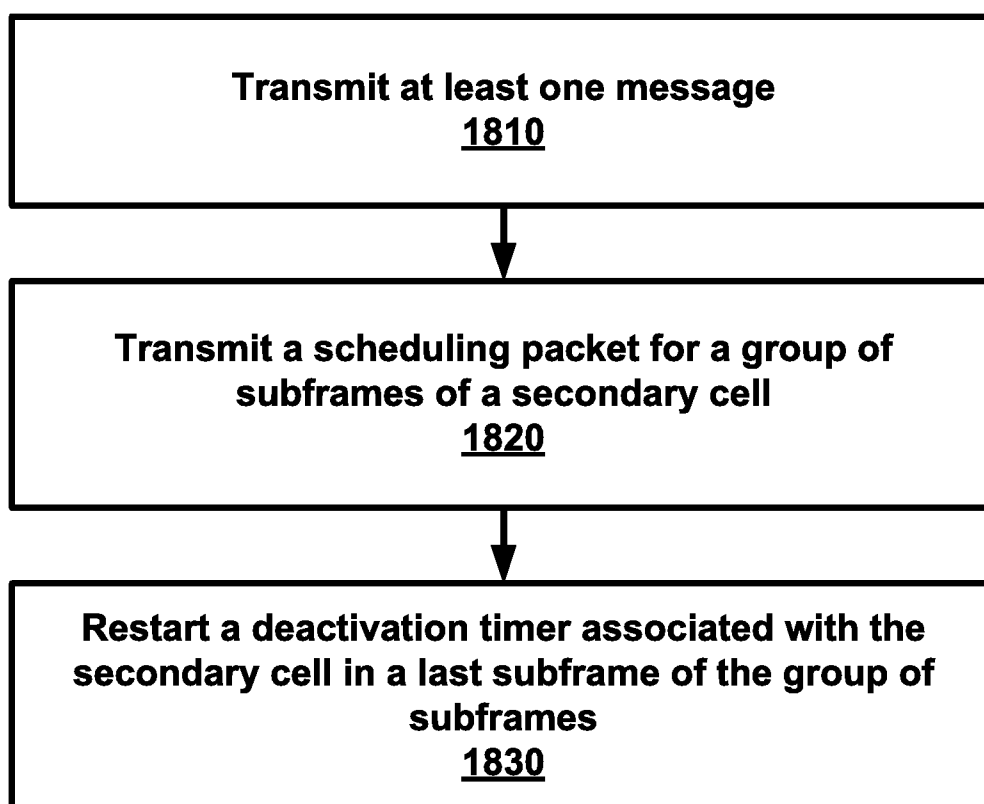 Transmit at least one message
1810
Transmit a scheduling packet for a group of
subframes of a secondary cell
1820
Restart a deactivation timer associated with the
secondary cell in a last subframe of the group of
subframes
1830